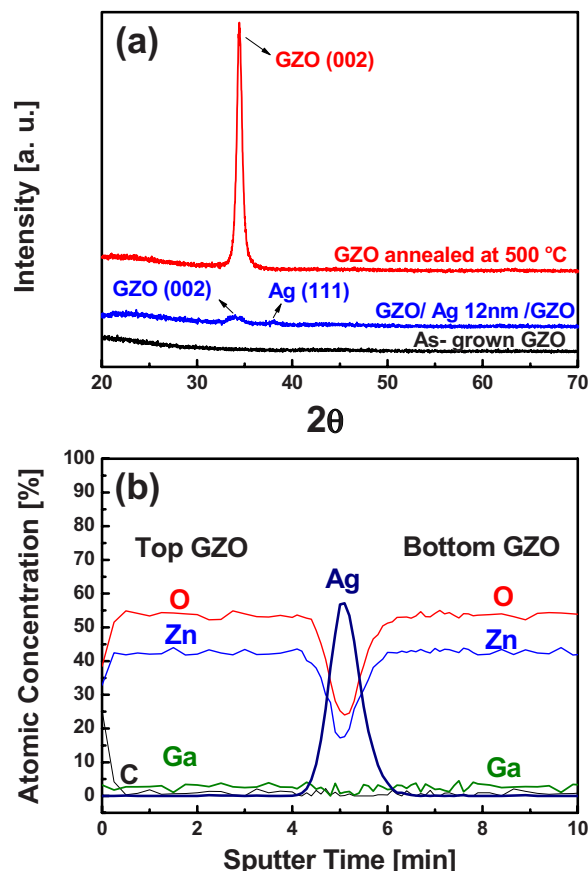 (a)
GZO (002)
Intensity [a. u.]
GZO annealed at 500 °C
GZO (002)
Ag (111)
GZO/ Ag 12nm /GZO
As- grown GZO
20 30 40 50 60 70
2θ
(b)
100
90
80
70
60
50
40
30
20
10
0
Atomic Concentration [%]
Top GZO
Bottom GZO
Ag
O
O
Zn
Zn
Ga
Ga
C
0 2 4 6 8 10
Sputter Time [min]